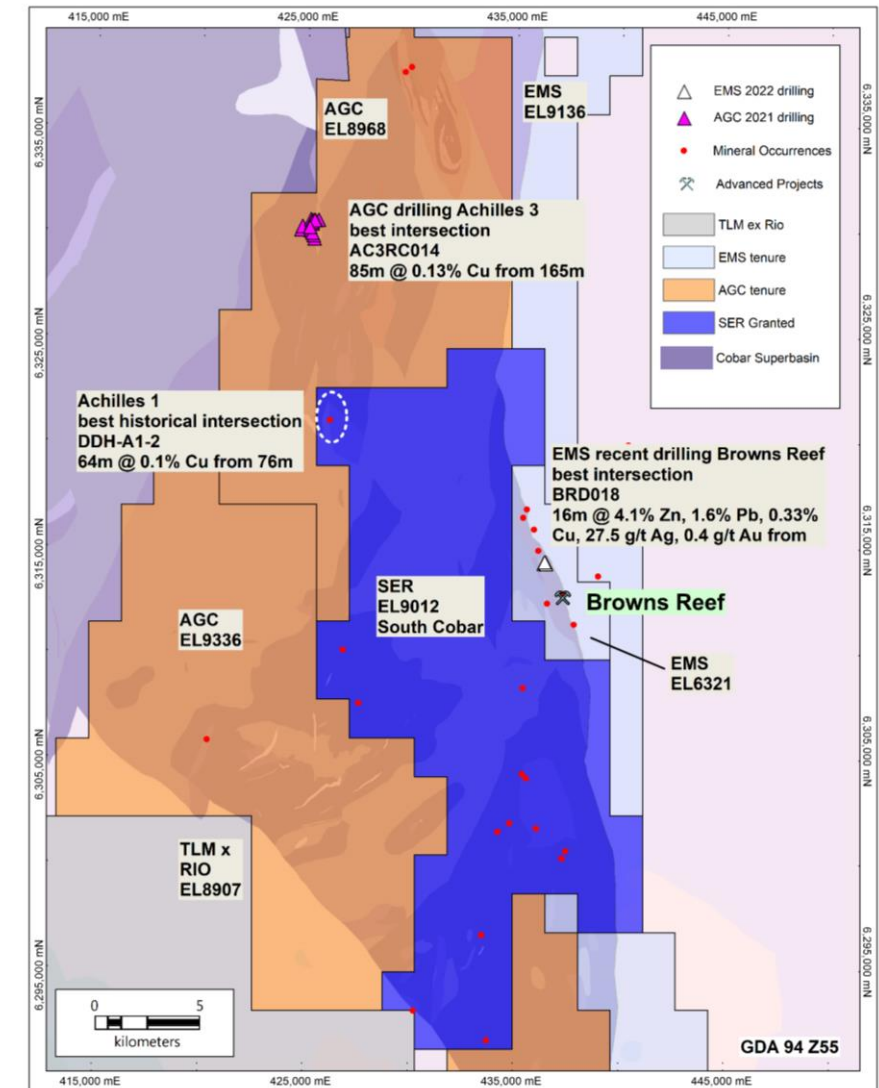 415,000 mE
425,000 mE
435,000 mE
445,000 mE
6,335,000 mN
6,325,000 mN
6,315,000 mN
6,305,000 mN
6,295,000 mN
AGC
EL8968
EMS
EL9136
EMS 2022 drilling
AGC 2021 drilling
Mineral Occurrences
Advanced Projects
TLM ex Rio
EMS tenure
AGC tenure
SER Granted
Cobar Superbasin
6,335,000 mN
6,325,000 mN
6,315,000 mN
6,305,000 mN
6,295,000 mN
AGC drilling Achilles 3
best intersection
AC3RC014
85m @ 0.13% Cu from 165m
Achilles 1
best historical intersection
DDH-A1-2
64m @ 0.1% Cu from 76m
EMS recent drilling Browns Reef
best intersection
BRD018
16m @ 4.1% Zn, 1.6% Pb, 0.33%
Cu, 27.5 g/t Ag, 0.4 g/t Au from
SER
EL9012
South Cobar
Browns Reef
AGC
EL9336
EMS
EL6321
TLM x
RIO
EL8907
0 5
kilometers
GDA 94 Z55
415,000 mE
425,000 mE
435,000 mE
445,000 mE